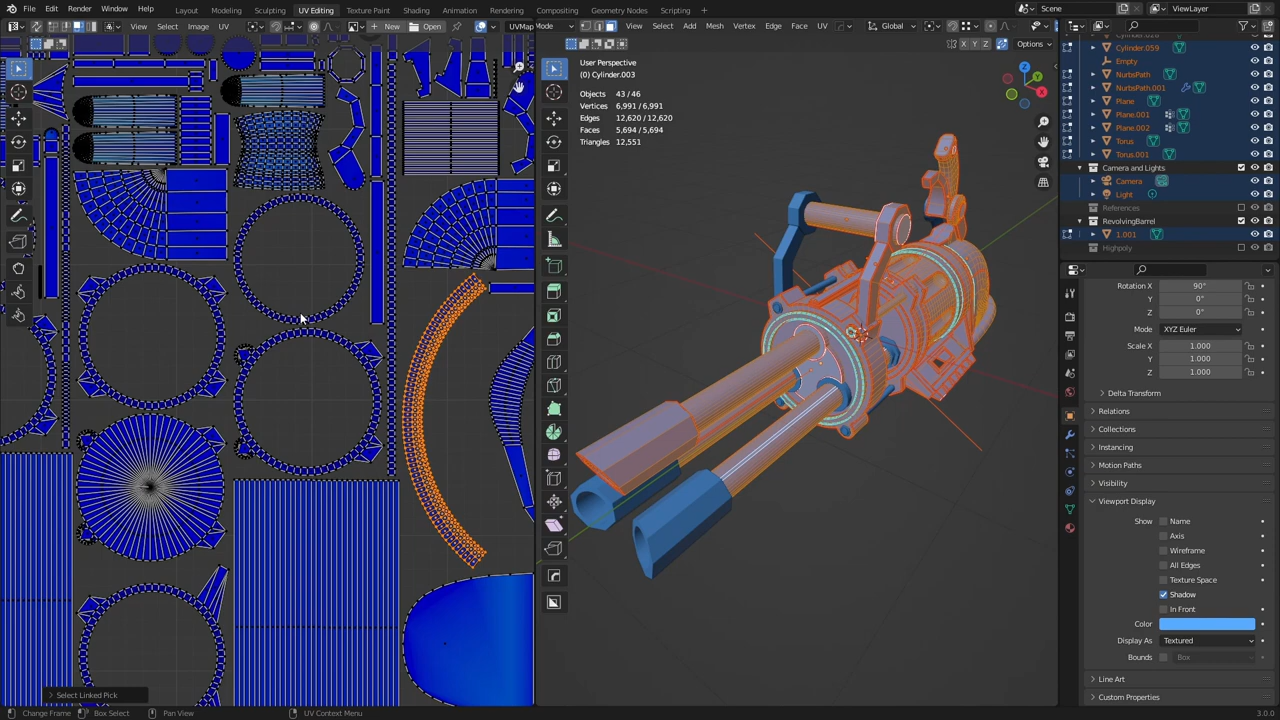 File Edit Render Window Help Layout Modeling Sculpting UV Editing Texture Paint Shading Animation Rendering Compositing Geometry Nodes Scripting Scene ViewLayer
View Select Image UV New Open UVMap Mode View Select Add Mesh Vertex Edge Face UV Global
X Y Z Options
User Perspective
(0) Cylinder.003
Objects 43 / 46
Vertices 6,991 / 6,991
Edges 12,620 / 12,620
Faces 5,694 / 5,694
Triangles 12,551
Z
Y
X
Cylinder.059
Empty
NurbsPath
NurbsPath.001
Plane
Plane.001
Plane.002
Torus
Torus.001
Camera and Lights
Camera
Light
References
RevolvingBarrel
1.001
Highpoly
Rotation X 90°
Y 0°
Z 0°
Mode XYZ Euler
Scale X 1.000
Y 1.000
Z 1.000
Delta Transform
Relations
Collections
Instancing
Motion Paths
Visibility
Viewport Display
Show Name
Axis
Wireframe
All Edges
Texture Space
Shadow
In Front
Color
Display As Textured
Bounds Box
Line Art
Custom Properties
Select Linked Pick
Change Frame Box Select Pan View UV Context Menu 3.0.0